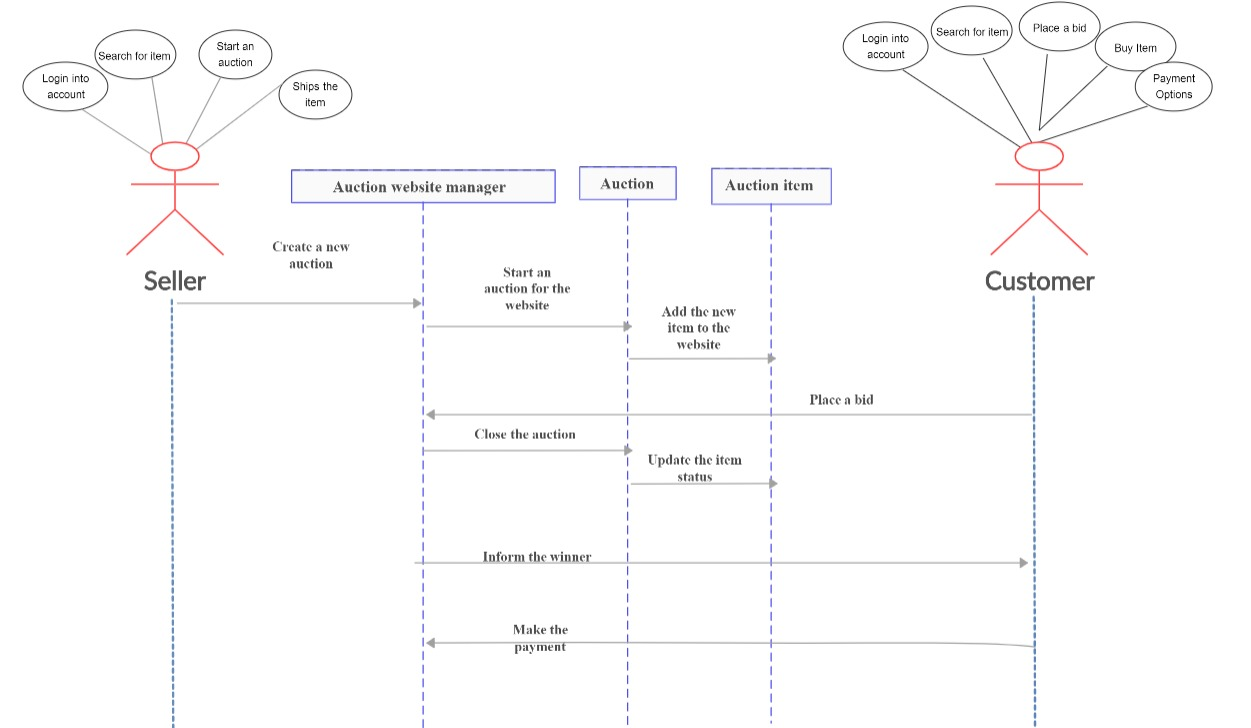 Login into
account
Search for item
Start an
auction
Ships the
item
Login into
account
Search for item
Place a bid
Buy Item
Payment
Options
Auction website manager
Auction
Auction item
Seller
Customer
Create a new
auction
Start an
auction for the
website
Add the new
item to the
website
Place a bid
Close the auction
Update the item
status
Inform the winner
Make the
payment